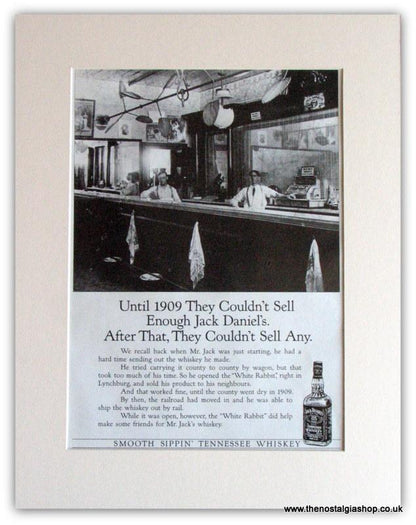 Until 1909 They Couldn't Sell
Enough Jack Daniel's.
After That, They Couldn't Sell Any.
We recall back when Mr. Jack was just starting, he had a
hard time sending out the whiskey he made.
He tried carrying it county to county by wagon, but that
took too much of his time. So he opened the "White Rabbit," right in
Lynchburg, and sold his product to his neighbours.
And that worked fine, until the county went dry in 1909.
By then, the railroad had moved in and he was able to
ship the whiskey out by rail.
While it was open, however, the "White Rabbit" did help
make some friends for Mr. Jack's whiskey.
SMOOTH SIPPIN' TENNESSEE WHISKEY
www.thenostalgiashop.co.uk